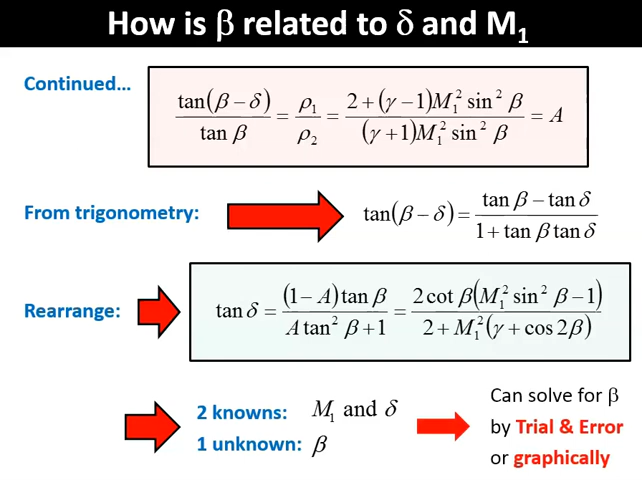 How is β related to δ and M₁
Continued…
tan(β − δ) / tan β = ρ₁ / ρ₂ = (2 + (γ − 1)M₁² sin² β) / ((γ + 1)M₁² sin² β) = A
From trigonometry: tan(β − δ) = (tan β − tan δ) / (1 + tan β tan δ)
Rearrange: tan δ = ((1 − A) tan β) / (A tan² β + 1) = (2 cot β(M₁² sin² β − 1)) / (2 + M₁²(γ + cos 2β))
2 knowns: M₁ and δ
1 unknown: β
Can solve for β
by Trial & Error
or graphically